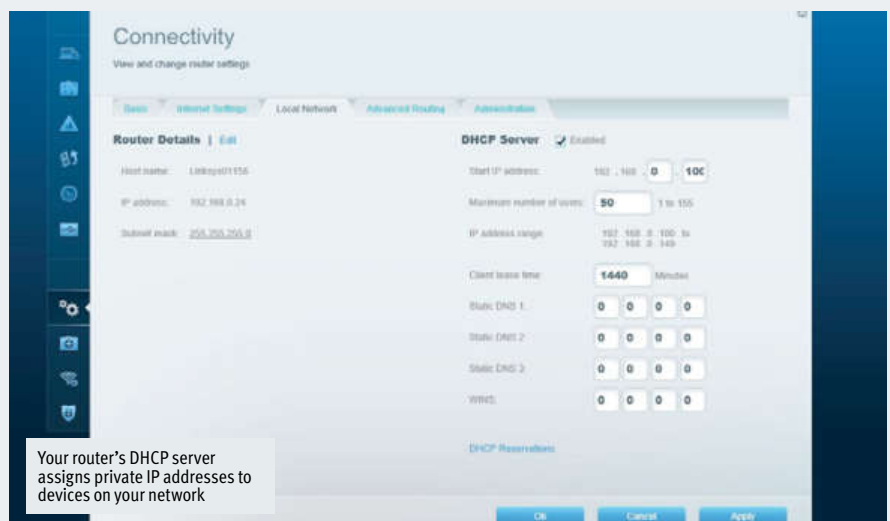 Connectivity
View and change router settings
Basic Internet Settings Local Network Advanced Routing Administration
Router Details | Edit
Host name: Linksys01156
IP address: 192.168.0.24
Subnet mask: 255.255.255.0
DHCP Server Enabled
Start IP address: 192 . 168 . 0 . 100
Maximum number of users: 50 1 to 155
IP address range: 192 168 0 100 to
192 168 0 149
Client lease time: 1440 Minutes
Static DNS 1: 0 0 0 0
Static DNS 2: 0 0 0 0
Static DNS 3: 0 0 0 0
WINS: 0 0 0 0
DHCP Reservations
Ok Cancel Apply
Your router’s DHCP server
assigns private IP addresses to
devices on your network